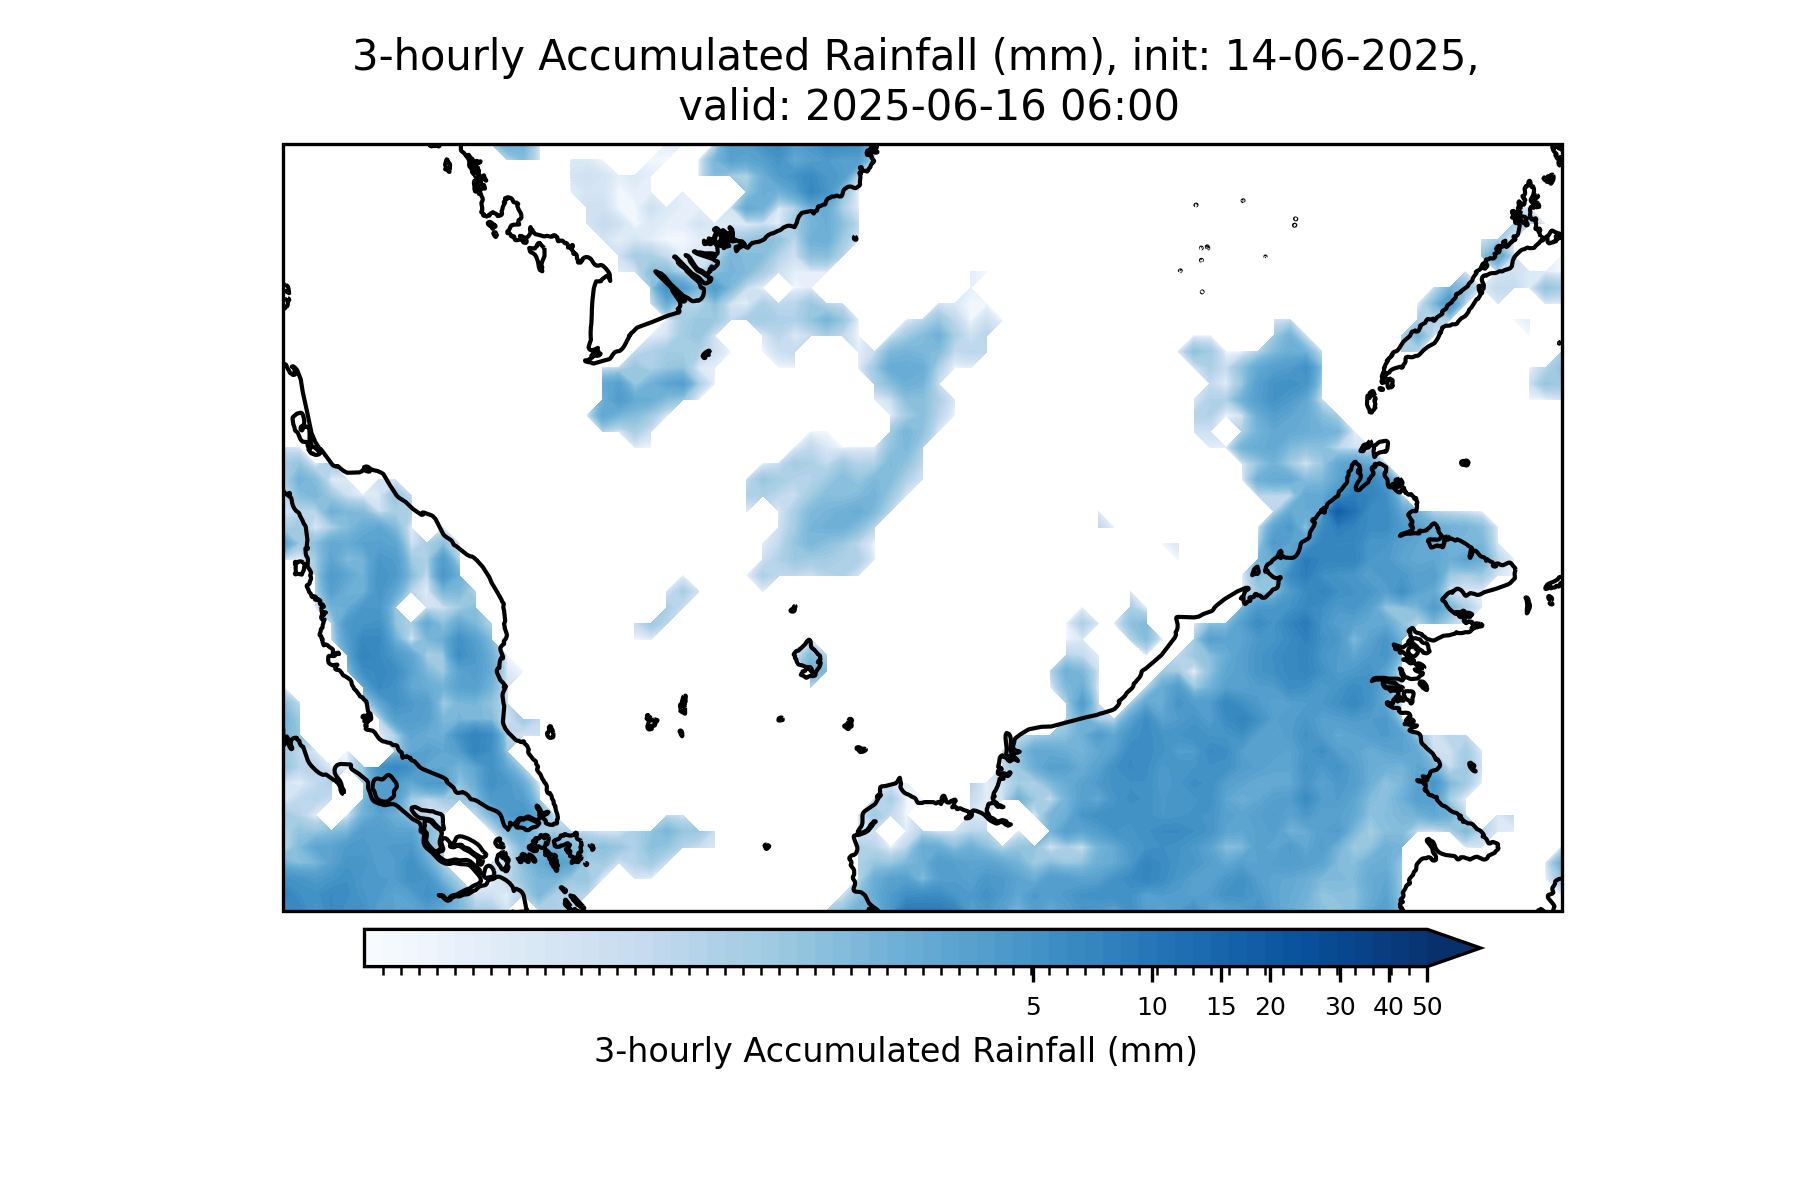 3-hourly Accumulated Rainfall (mm), init: 14-06-2025,
valid: 2025-06-16 06:00
5 10 15 20 30 40 50
3-hourly Accumulated Rainfall (mm)